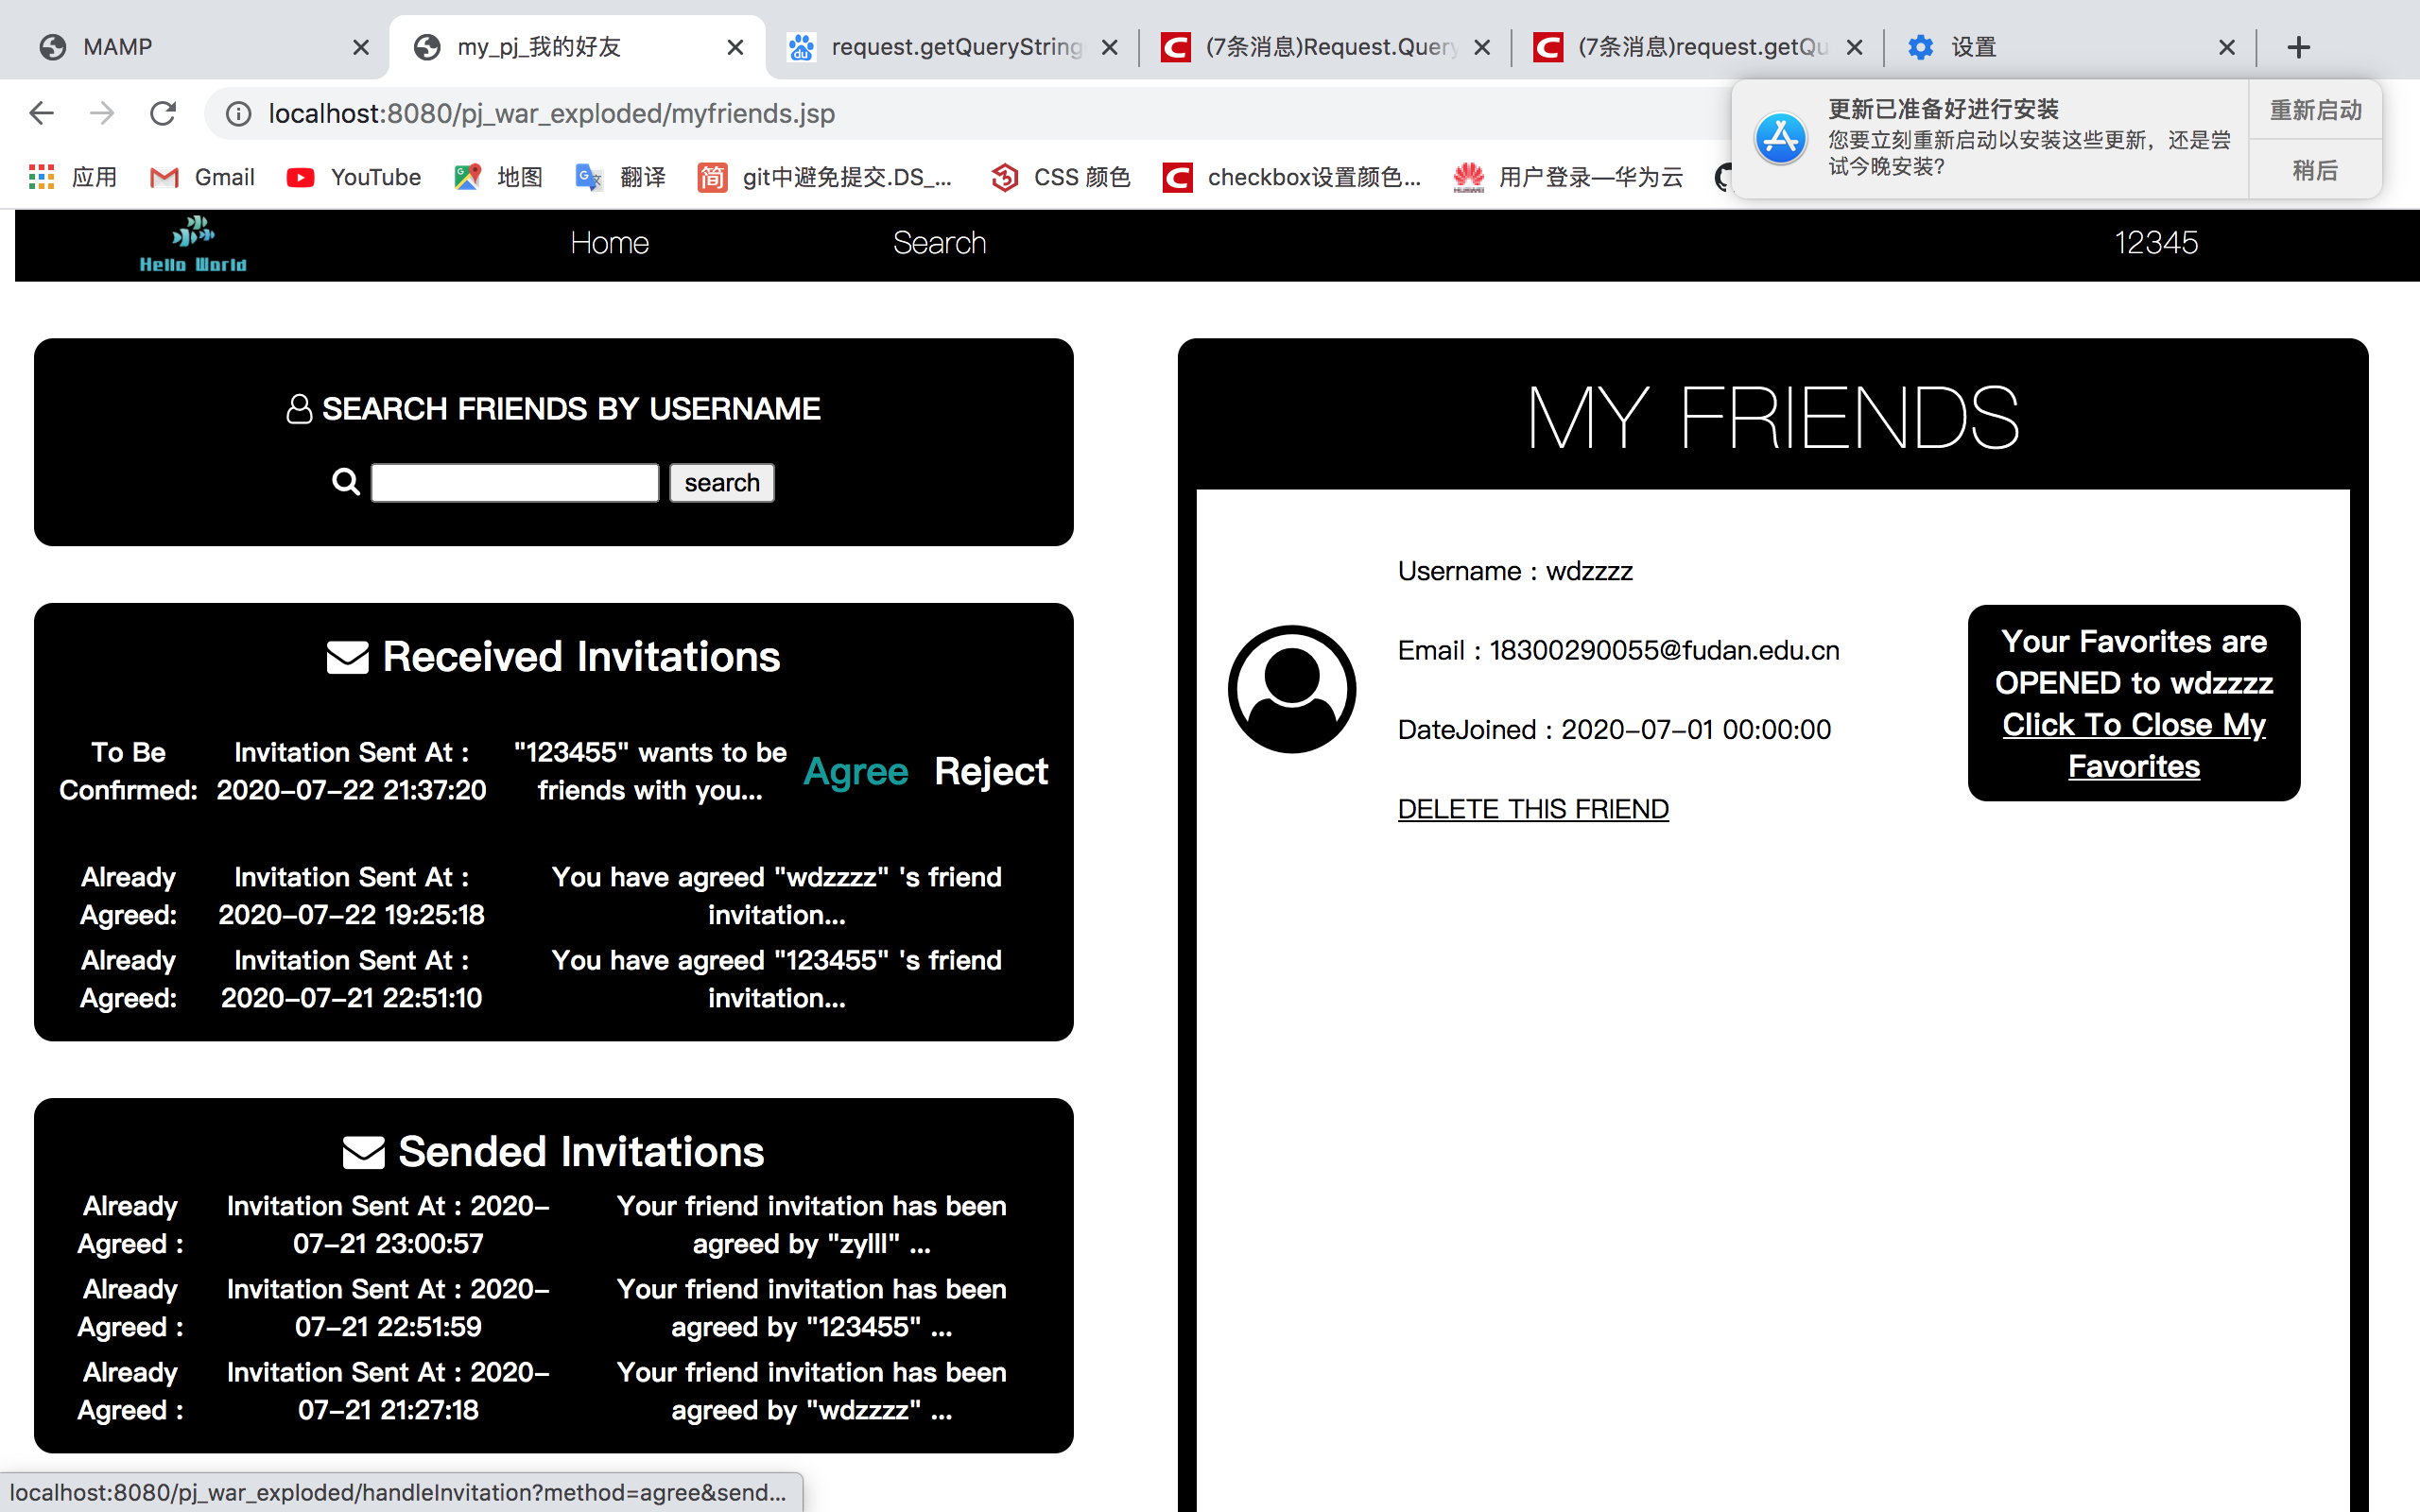 MAMP
my_pj_我的好友
request.getQueryString
(7条消息)Request.Query
(7条消息)request.getQu
设置
localhost:8080/pj_war_exploded/myfriends.jsp
更新已准备好进行安装
您要立刻重新启动以安装这些更新，还是尝
试今晚安装？
重新启动
稍后
应用
Gmail
YouTube
地图
翻译
git中避免提交.DS_...
CSS 颜色
checkbox设置颜色...
用户登录—华为云
Hello World
Home
Search
12345
SEARCH FRIENDS BY USERNAME
search
Received Invitations
To Be
Confirmed:
Invitation Sent At :
2020-07-22 21:37:20
"123455" wants to be
friends with you...
Agree
Reject
Already
Agreed:
Invitation Sent At :
2020-07-22 19:25:18
You have agreed "wdzzzz" 's friend
invitation...
Already
Agreed:
Invitation Sent At :
2020-07-21 22:51:10
You have agreed "123455" 's friend
invitation...
Sended Invitations
Already
Agreed :
Invitation Sent At : 2020-
07-21 23:00:57
Your friend invitation has been
agreed by "zylll" ...
Already
Agreed :
Invitation Sent At : 2020-
07-21 22:51:59
Your friend invitation has been
agreed by "123455" ...
Already
Agreed :
Invitation Sent At : 2020-
07-21 21:27:18
Your friend invitation has been
agreed by "wdzzzz" ...
MY FRIENDS
Username : wdzzzz
Email : 18300290055@fudan.edu.cn
DateJoined : 2020-07-01 00:00:00
DELETE THIS FRIEND
Your Favorites are
OPENED to wdzzzz
Click To Close My
Favorites
localhost:8080/pj_war_exploded/handleInvitation?method=agree&send...